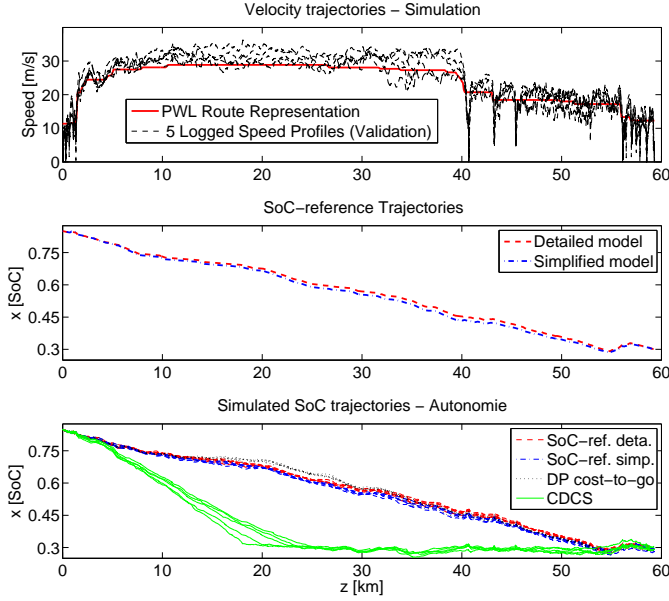 Velocity trajectories − Simulation
Speed [m/s]
30
20
10
0
PWL Route Representation
5 Logged Speed Profiles (Validation)
0 10 20 30 40 50 60
SoC−reference Trajectories
x [SoC]
0.75
0.6
0.45
0.3
Detailed model
Simplified model
0 10 20 30 40 50 60
Simulated SoC trajectories − Autonomie
x [SoC]
0.75
0.6
0.45
0.3
SoC−ref. deta.
SoC−ref. simp.
DP cost−to−go
CDCS
0 10 20 30 40 50 60
z [km]